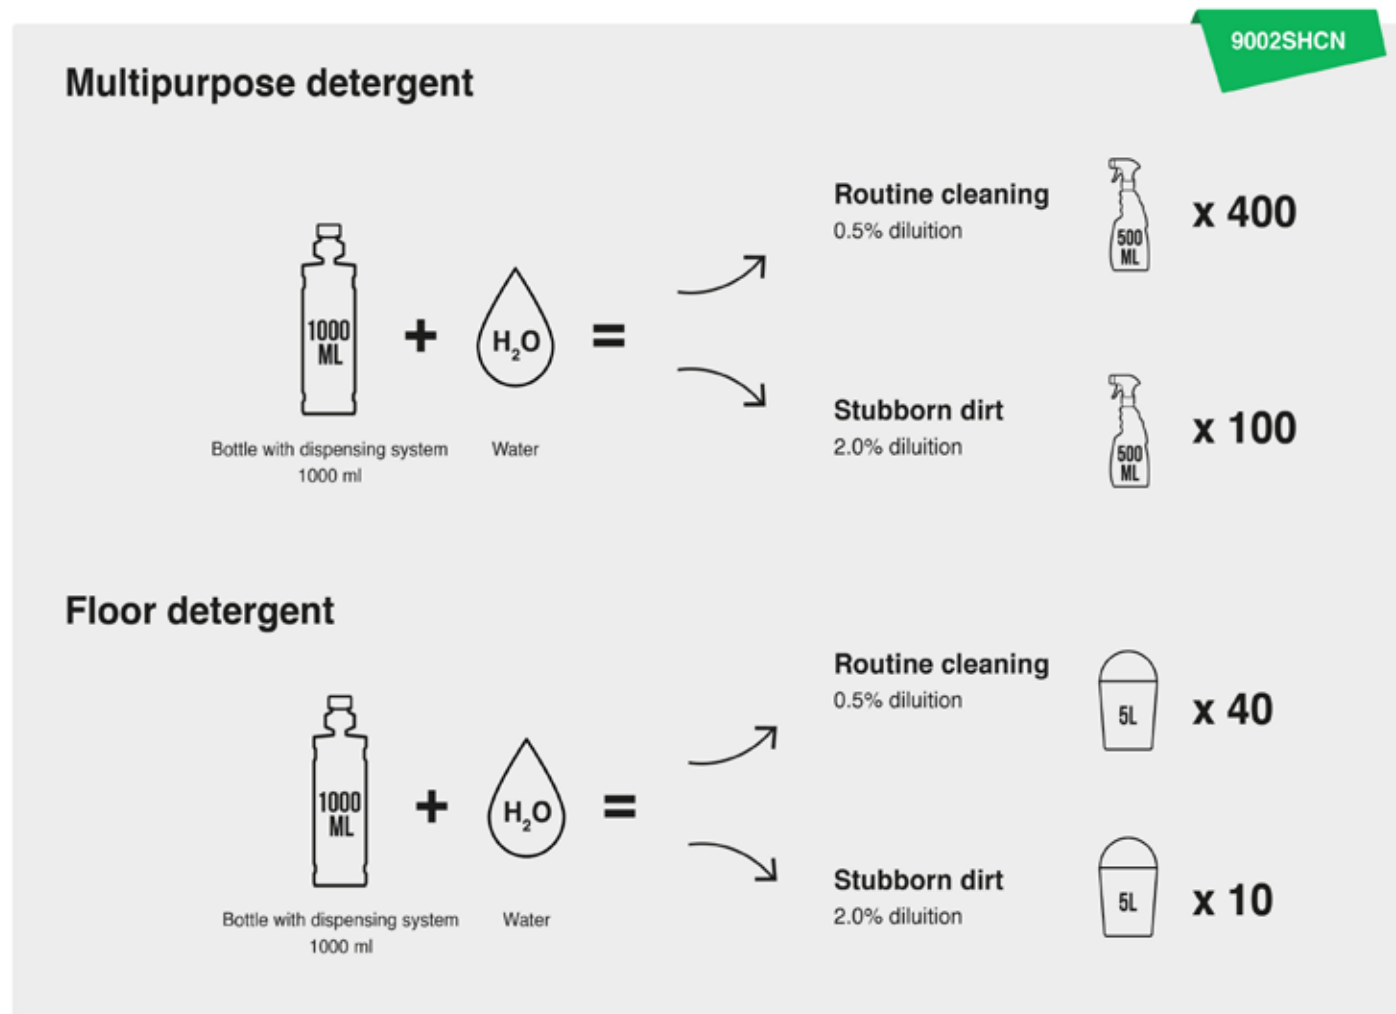 9002SHCN
Multipurpose detergent
Routine cleaning
0.5% diluition
500
ML
x 400
1000
ML
+
H₂O
=
Stubborn dirt
2.0% diluition
500
ML
x 100
Bottle with dispensing system
1000 ml
Water
Floor detergent
Routine cleaning
0.5% diluition
5L
x 40
1000
ML
+
H₂O
=
Stubborn dirt
2.0% diluition
5L
x 10
Bottle with dispensing system
1000 ml
Water